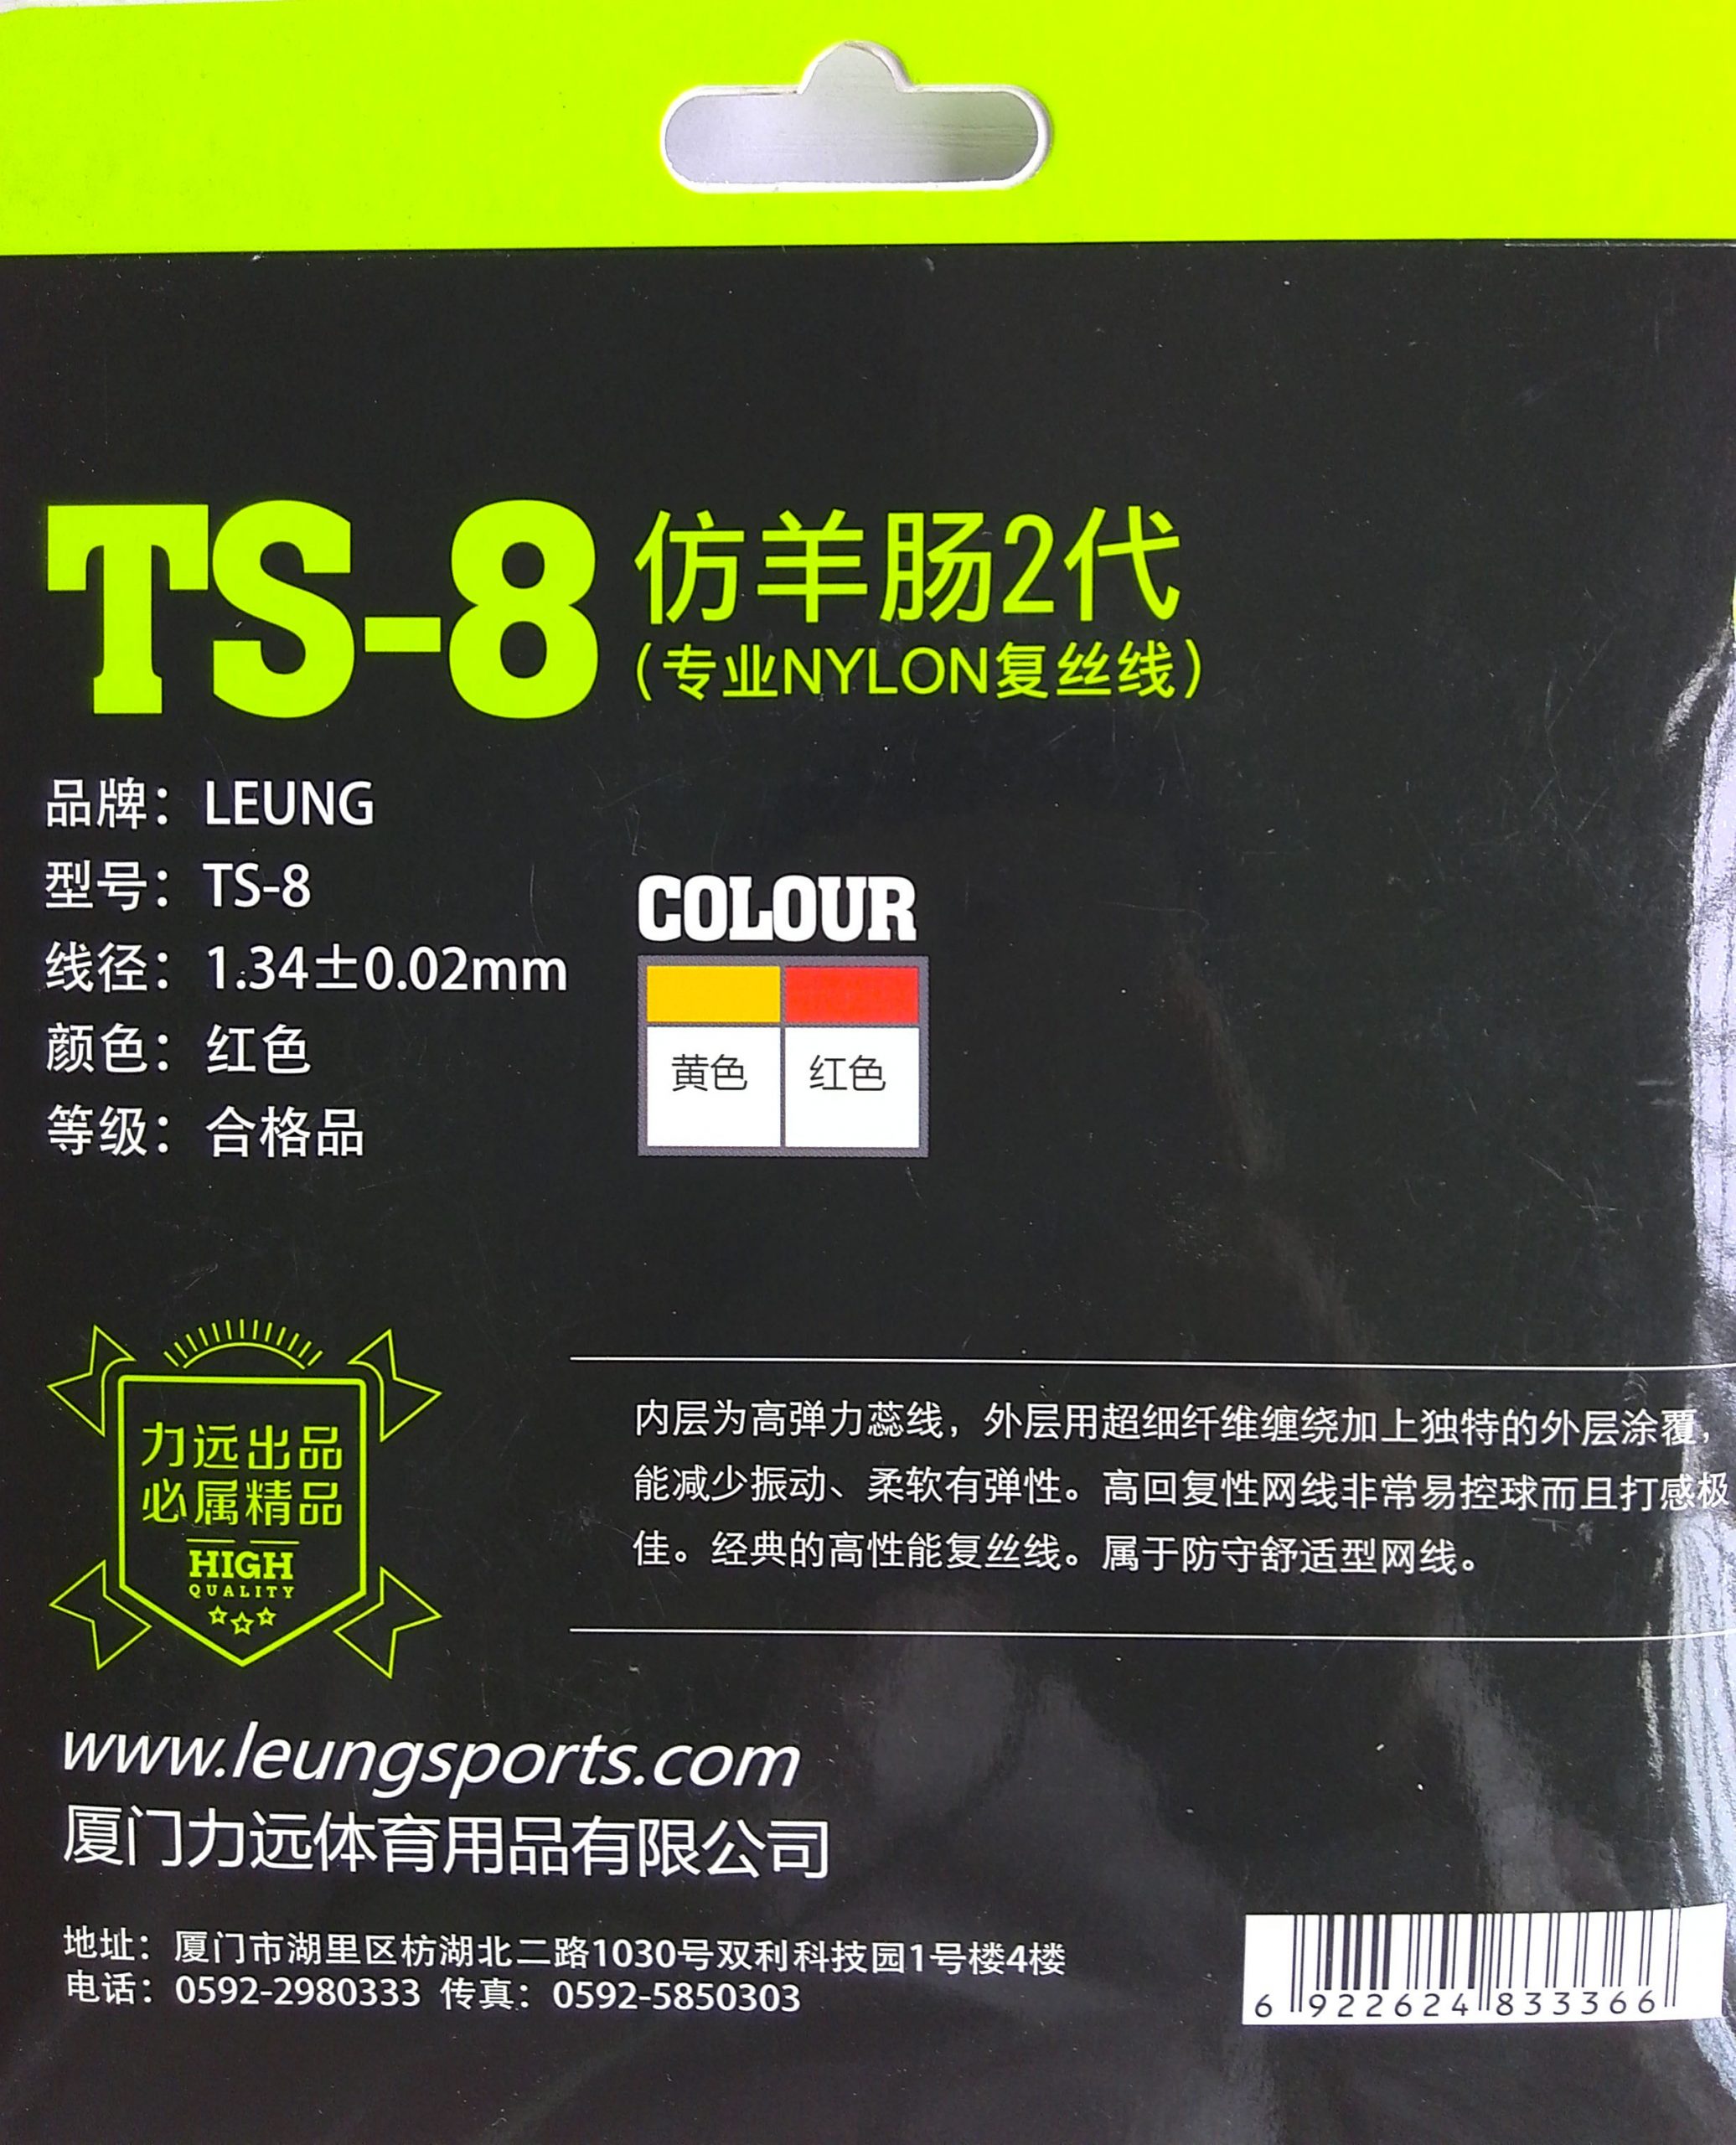 TS-8 仿羊肠2代
(专业NYLON复丝线)
品牌：LEUNG
型号：TS-8
线径：1.34±0.02mm
颜色：红色
等级：合格品
COLOUR
黄色 红色
力远出品
必属精品
HIGH
QUALITY
内层为高弹力蕊线，外层用超细纤维缠绕加上独特的外层涂覆，
能减少振动、柔软有弹性。高回复性网线非常易控球而且打感极
佳。经典的高性能复丝线。属于防守舒适型网线。
www.leungsports.com
厦门力远体育用品有限公司
地址：厦门市湖里区枋湖北二路1030号双利科技园1号楼4楼
电话：0592-2980333 传真：0592-5850303
6 922624 833366